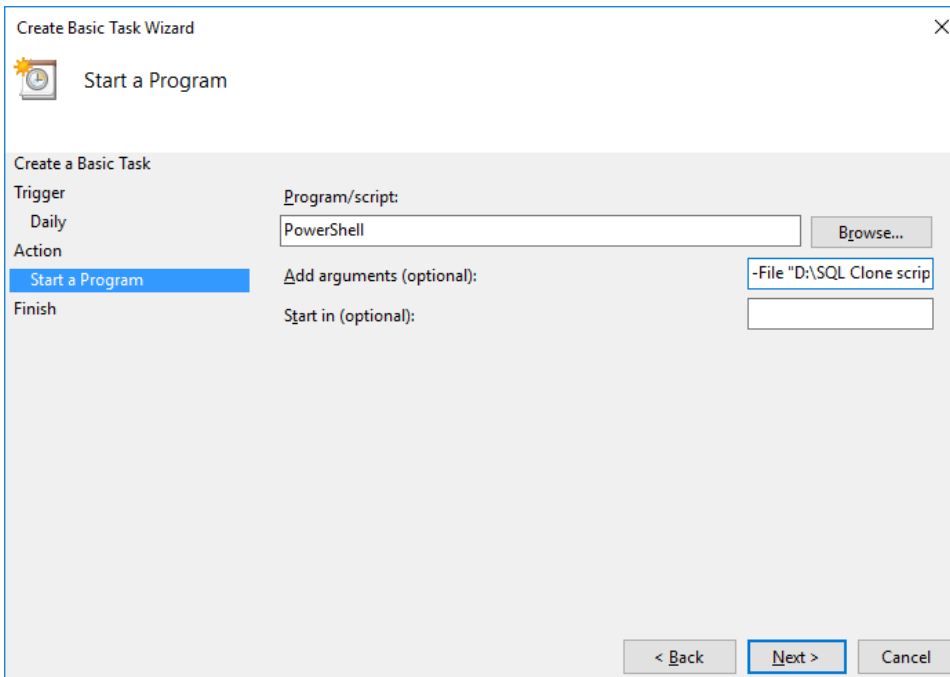 Create Basic Task Wizard
Start a Program
Create a Basic Task
Trigger
Daily
Action
Start a Program
Finish
Program/script:
PowerShell
Browse...
Add arguments (optional):
-File "D:\SQL Clone scrip
Start in (optional):
< Back
Next >
Cancel